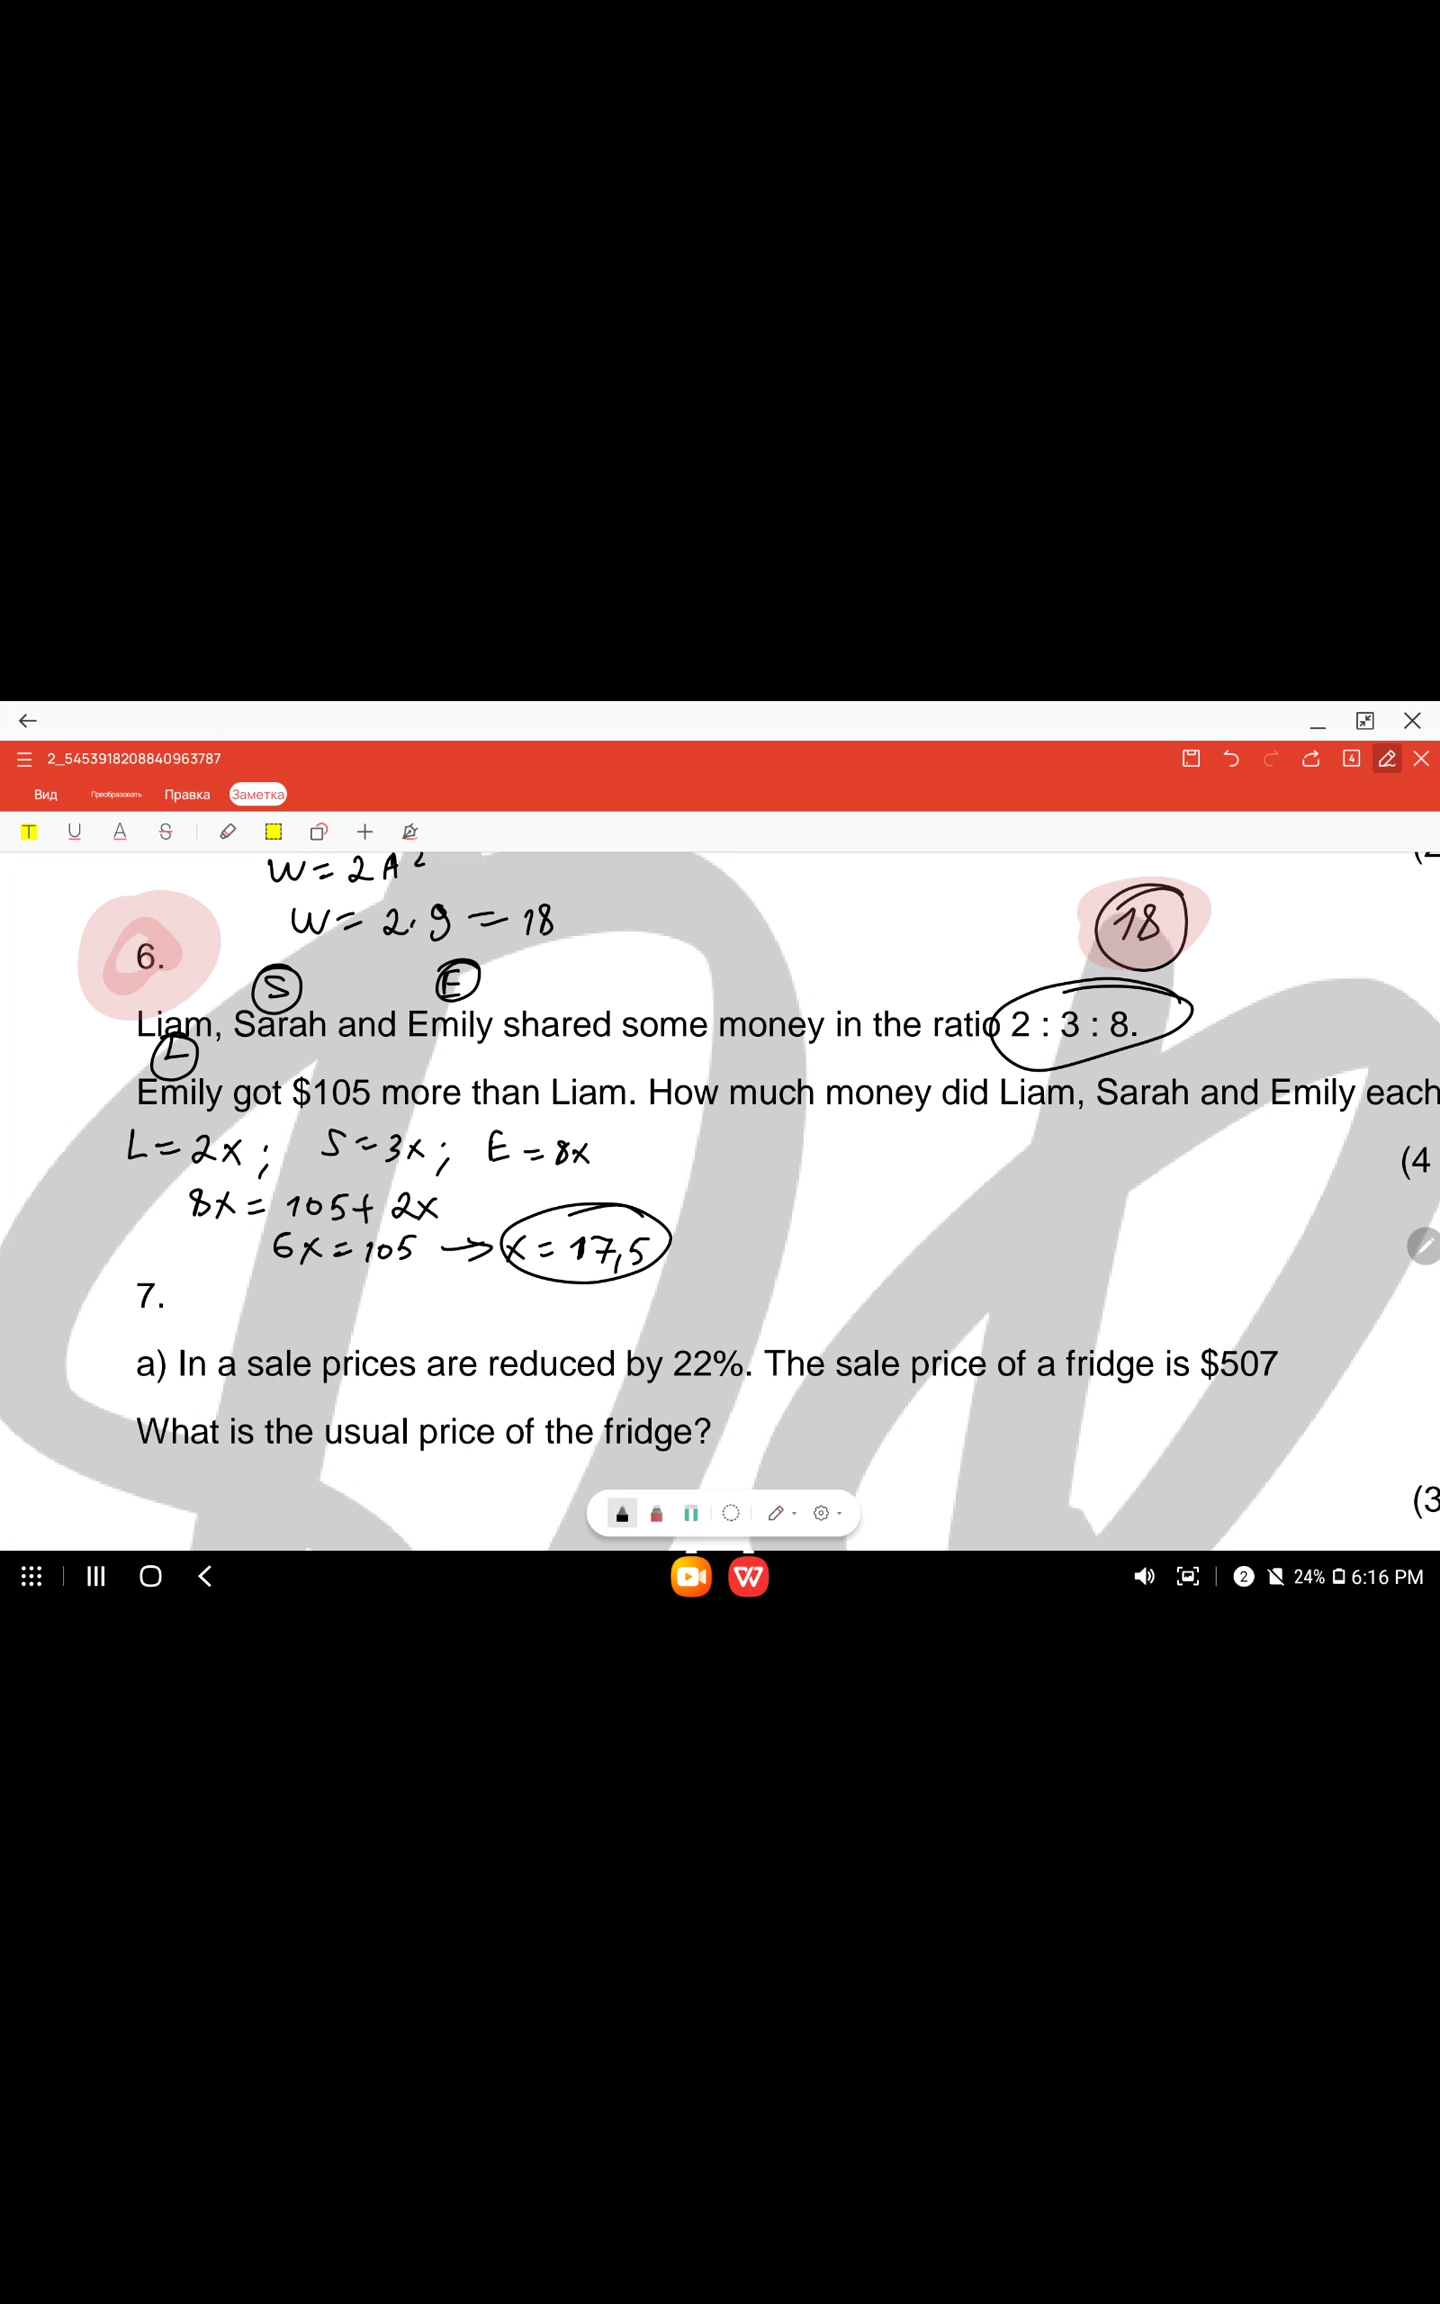 2_5453918208840963787
4
Вид Преобразовать Правка Заметка
T U A S
W = 2A²
W = 2·9 = 18
18
6.
S E
Liam, Sarah and Emily shared some money in the ratio 2 : 3 : 8.
L
Emily got $105 more than Liam. How much money did Liam, Sarah and Emily each
L = 2x ; S = 3x ; E = 8x
(4
8x = 105 + 2x
6x = 105 → x = 17,5
7.
a) In a sale prices are reduced by 22%. The sale price of a fridge is $507
What is the usual price of the fridge?
(3
2 24% 6:16 PM